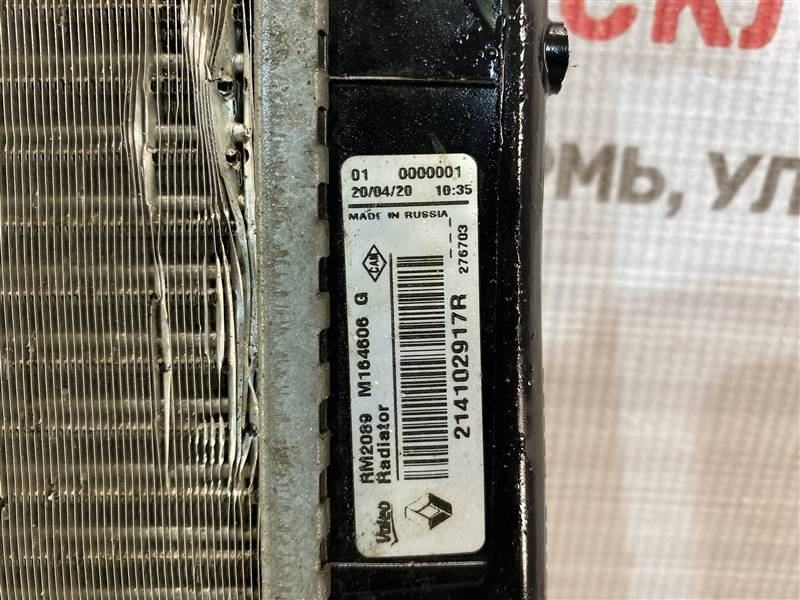 СКЛ
РМЬ, УЛ
01 0000001
20/04/20 10:35
MADE IN RUSSIA
CAM
276703
RM2089 M164606 G
Radiator
214102917R
Valeo